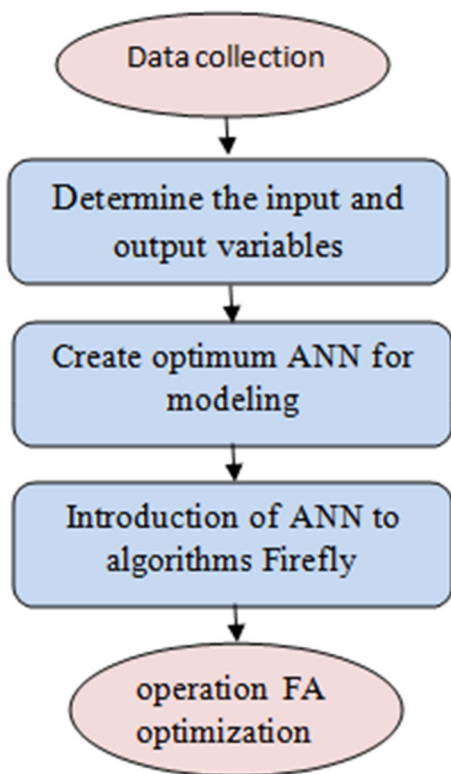 Data collection
Determine the input and
output variables
Create optimum ANN for
modeling
Introduction of ANN to
algorithms Firefly
operation FA
optimization